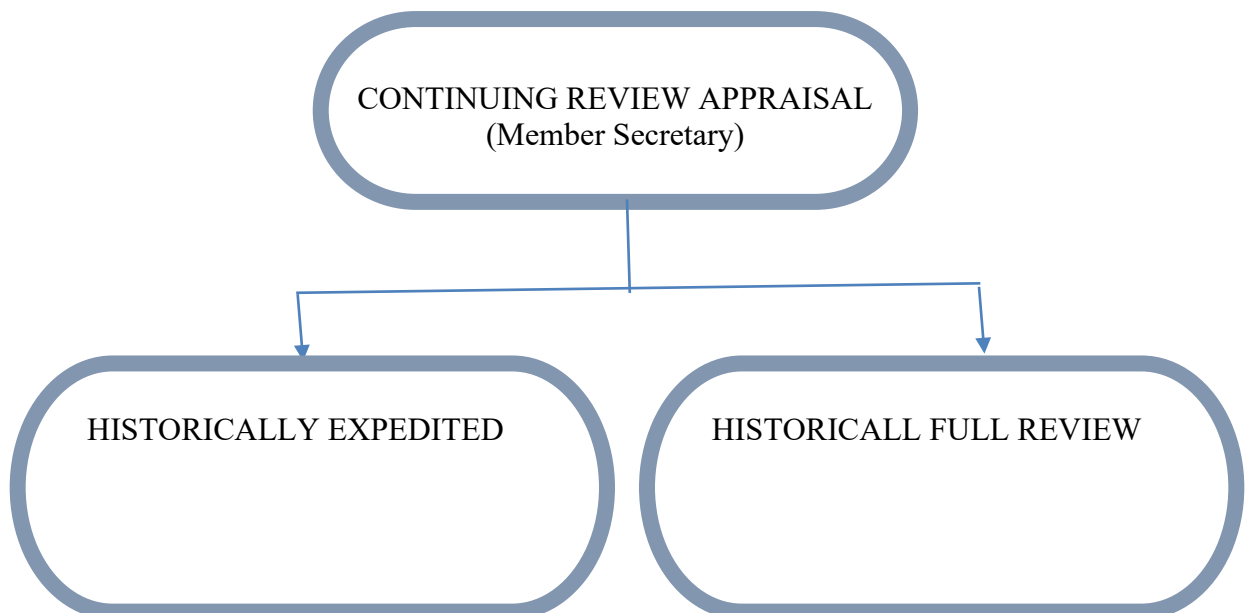 CONTINUING REVIEW APPRAISAL
(Member Secretary)
HISTORICALLY EXPEDITED
HISTORICALL FULL REVIEW